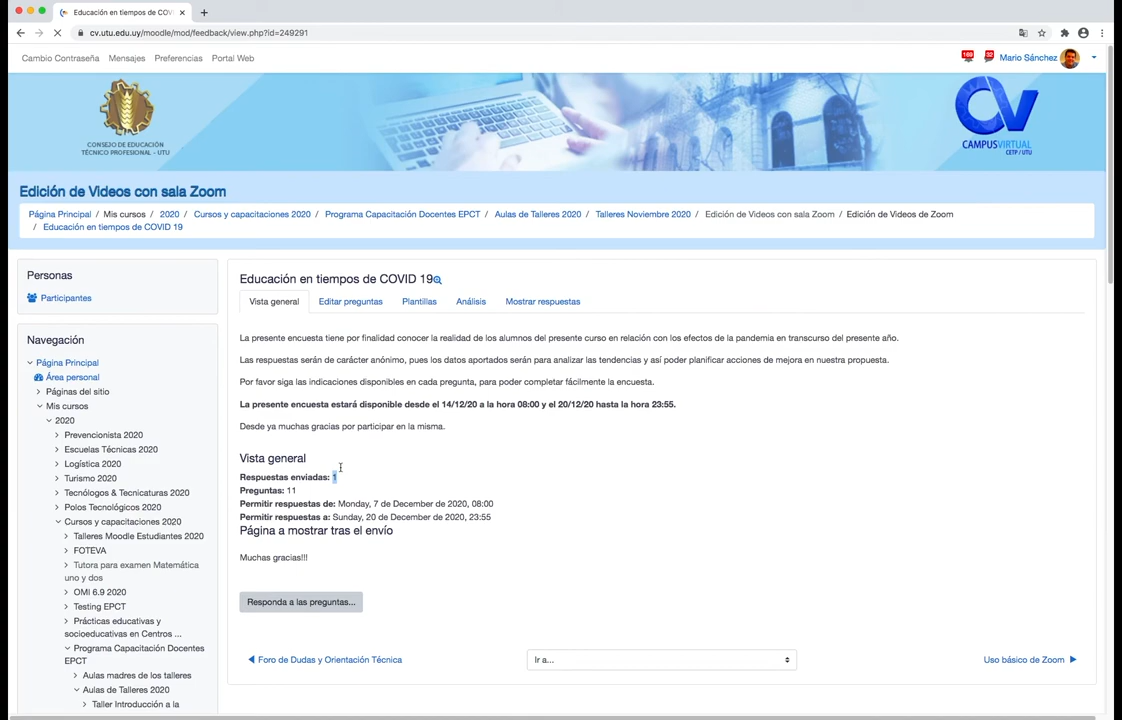 Educación en tiempos de COV
cv.utu.edu.uy/moodle/mod/feedback/view.php?id=249291
Cambio Contraseña Mensajes Preferencias Portal Web
169 32 Mario Sánchez
CONSEJO DE EDUCACIÓN
TÉCNICO PROFESIONAL - UTU
CV
CAMPUSVIRTUAL
CETP / UTU
Edición de Videos con sala Zoom
Página Principal / Mis cursos / 2020 / Cursos y capacitaciones 2020 / Programa Capacitación Docentes EPCT / Aulas de Talleres 2020 / Talleres Noviembre 2020 / Edición de Videos con sala Zoom / Edición de Videos de Zoom
/ Educación en tiempos de COVID 19
Personas
Participantes
Navegación
Página Principal
Área personal
Páginas del sitio
Mis cursos
2020
Prevencionista 2020
Escuelas Técnicas 2020
Logística 2020
Turismo 2020
Tecnólogos & Tecnicaturas 2020
Polos Tecnológicos 2020
Cursos y capacitaciones 2020
Talleres Moodle Estudiantes 2020
FOTEVA
Tutora para examen Matemática
uno y dos
OMI 6.9 2020
Testing EPCT
Prácticas educativas y
socioeducativas en Centros ...
Programa Capacitación Docentes
EPCT
Aulas madres de los talleres
Aulas de Talleres 2020
Taller Introducción a la
Educación en tiempos de COVID 19
Vista general Editar preguntas Plantillas Análisis Mostrar respuestas
La presente encuesta tiene por finalidad conocer la realidad de los alumnos del presente curso en relación con los efectos de la pandemia en transcurso del presente año.
Las respuestas serán de carácter anónimo, pues los datos aportados serán para analizar las tendencias y así poder planificar acciones de mejora en nuestra propuesta.
Por favor siga las indicaciones disponibles en cada pregunta, para poder completar fácilmente la encuesta.
La presente encuesta estará disponible desde el 14/12/20 a la hora 08:00 y el 20/12/20 hasta la hora 23:55.
Desde ya muchas gracias por participar en la misma.
Vista general
Respuestas enviadas: 1
Preguntas: 11
Permitir respuestas de: Monday, 7 de December de 2020, 08:00
Permitir respuestas a: Sunday, 20 de December de 2020, 23:55
Página a mostrar tras el envío
Muchas gracias!!!
Responda a las preguntas...
Foro de Dudas y Orientación Técnica
Ir a...
Uso básico de Zoom